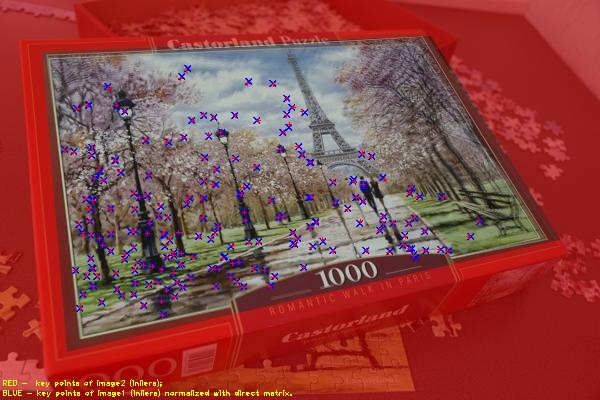 Castorland Puzzle
1000
ROMANTIC WALK IN PARIS
Castorland
1000
RED - key points of image2 (inliers);
BLUE - key points of image1 (inliers) normalized with direct matrix.